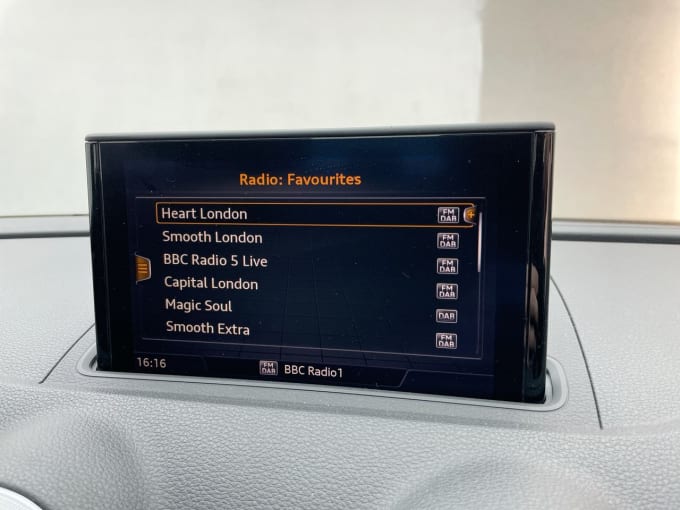 Radio: Favourites
Heart London FM DAB +
Smooth London FM DAB
BBC Radio 5 Live FM DAB
Capital London FM DAB
Magic Soul DAB
Smooth Extra FM DAB
16:16 FM DAB BBC Radio1